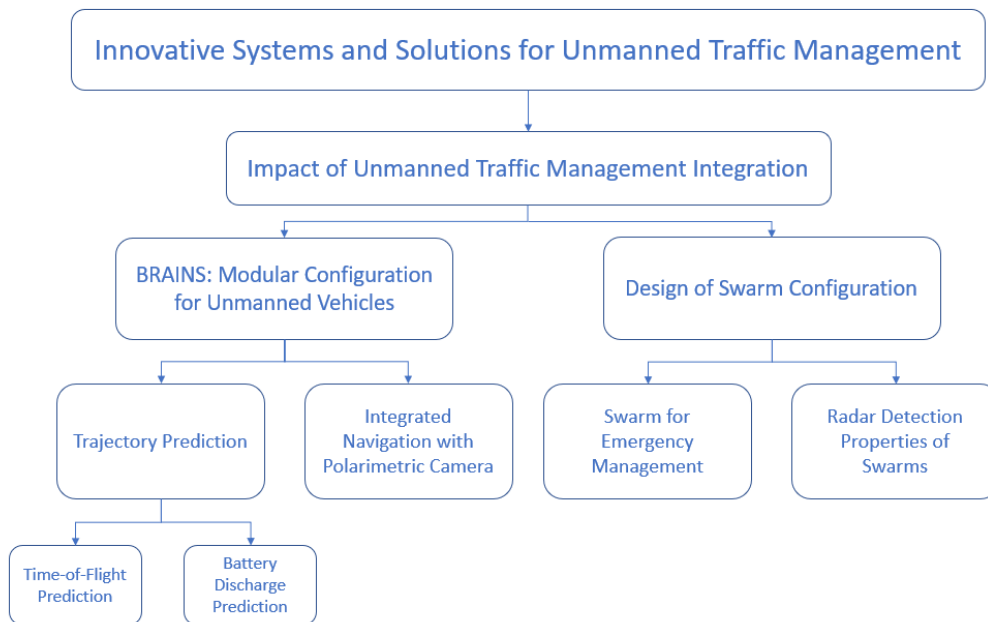 Innovative Systems and Solutions for Unmanned Traffic Management
Impact of Unmanned Traffic Management Integration
BRAINS: Modular Configuration
for Unmanned Vehicles
Design of Swarm Configuration
Trajectory Prediction
Integrated
Navigation with
Polarimetric Camera
Swarm for
Emergency
Management
Radar Detection
Properties of
Swarms
Time-of-Flight
Prediction
Battery
Discharge
Prediction